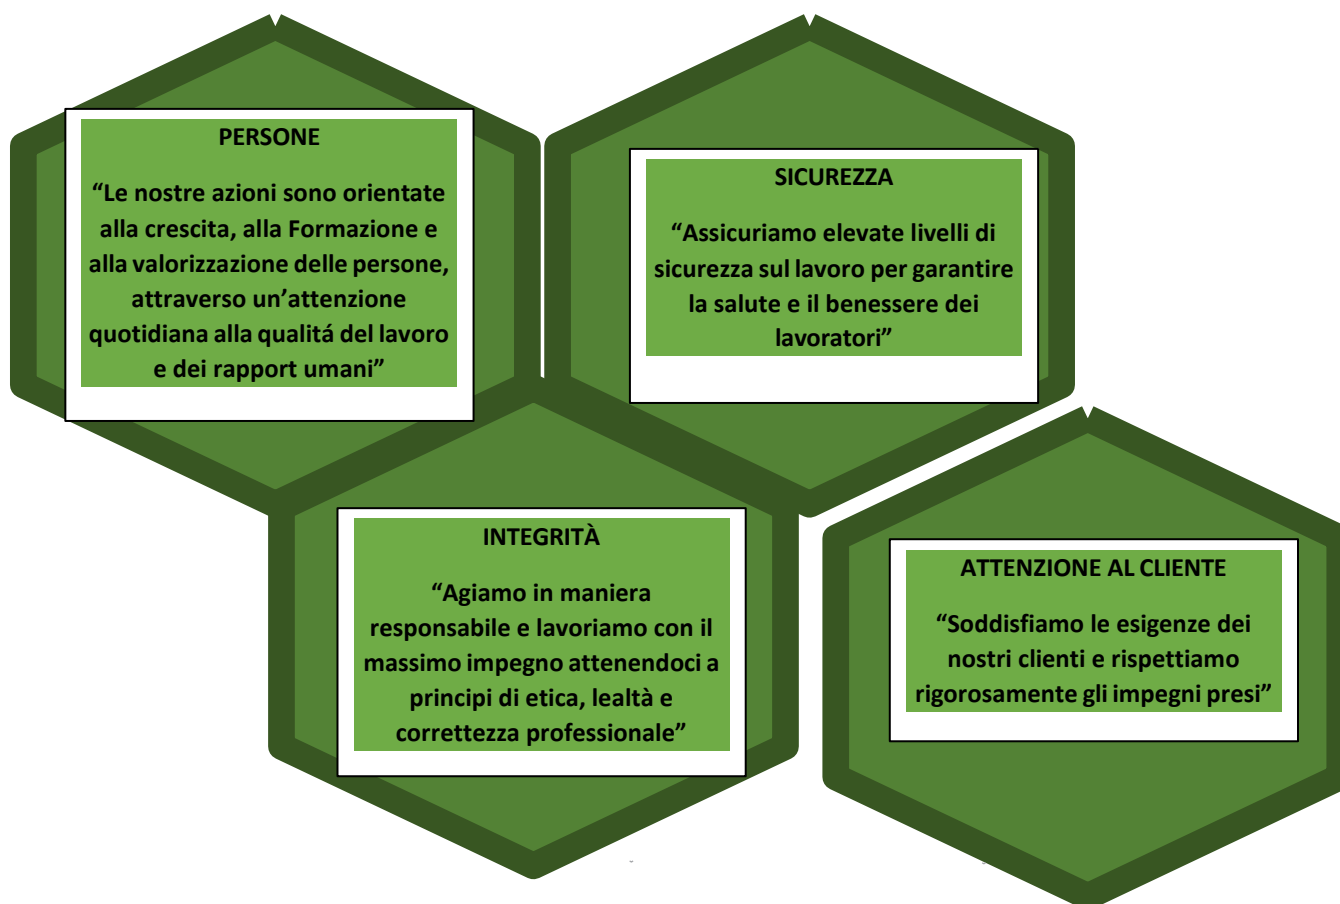 PERSONE
“Le nostre azioni sono orientate
alla crescita, alla Formazione e
alla valorizzazione delle persone,
attraverso un’attenzione
quotidiana alla qualitá del lavoro
e dei rapport umani”
SICUREZZA
“Assicuriamo elevate livelli di
sicurezza sul lavoro per garantire
la salute e il benessere dei
lavoratori”
INTEGRITÀ
“Agiamo in maniera
responsabile e lavoriamo con il
massimo impegno attenendoci a
principi di etica, lealtà e
correttezza professionale”
ATTENZIONE AL CLIENTE
“Soddisfiamo le esigenze dei
nostri clienti e rispettiamo
rigorosamente gli impegni presi”